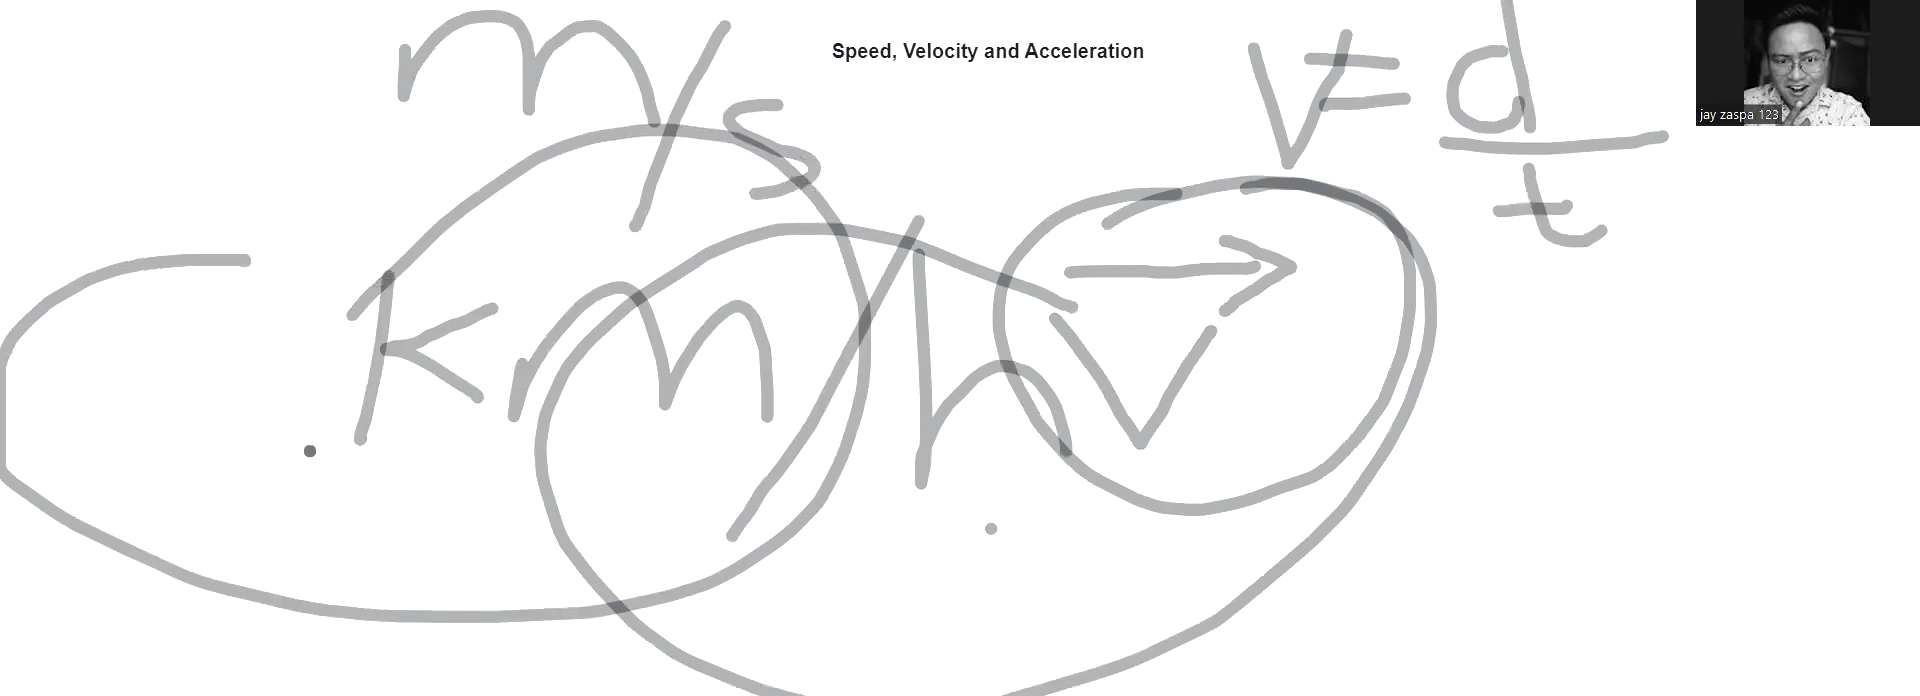 Speed, Velocity and Acceleration
m/s
V = d/t
km/h
→
V
jay zaspa 123